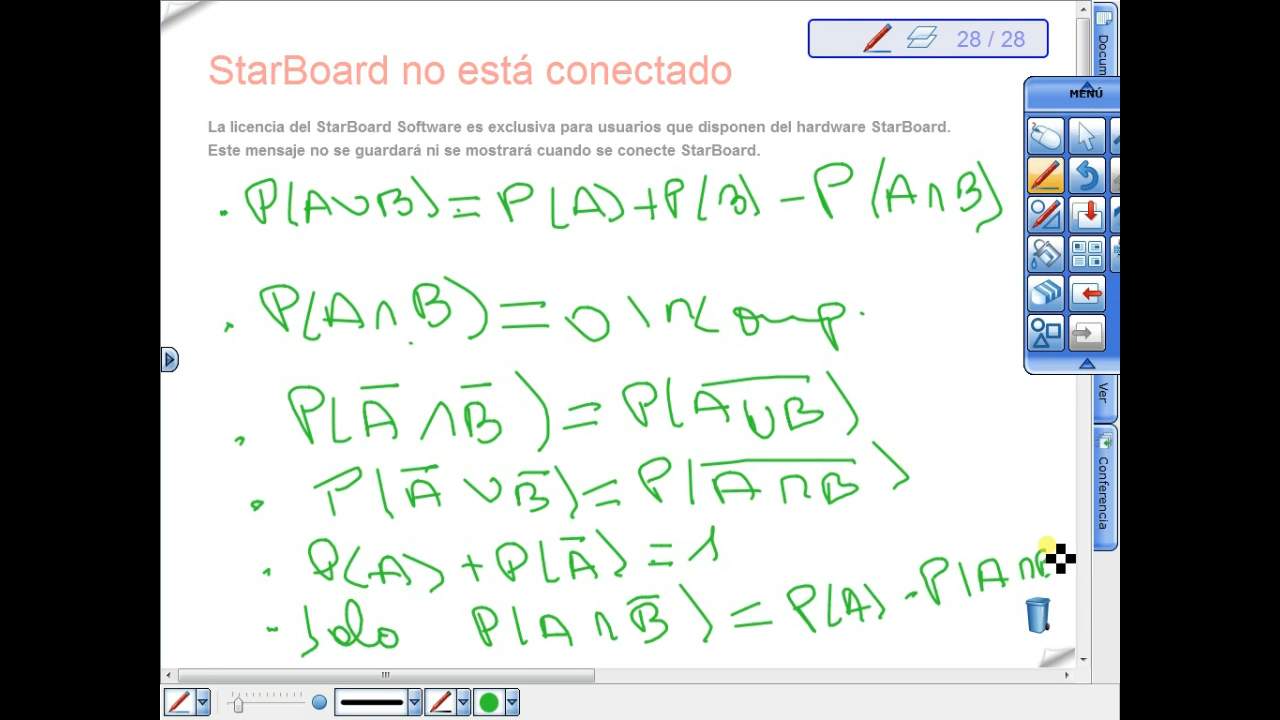 28 / 28
StarBoard no está conectado
La licencia del StarBoard Software es exclusiva para usuarios que disponen del hardware StarBoard.
Este mensaje no se guardará ni se mostrará cuando se conecte StarBoard.
MENÚ
Docum
Ver
Conferencia
. P(A∪B) = P(A) + P(B) - P(A∩B)
. P(A∩B) = 0 Incomp.
. P(A̅ ∩ B̅) = P(A̅∪̅B̅)
. P(A̅ ∪ B̅) = P(A̅∩̅B̅)
. P(A) + P(A̅) = 1
. solo P(A ∩ B̅) = P(A) - P(A∩B